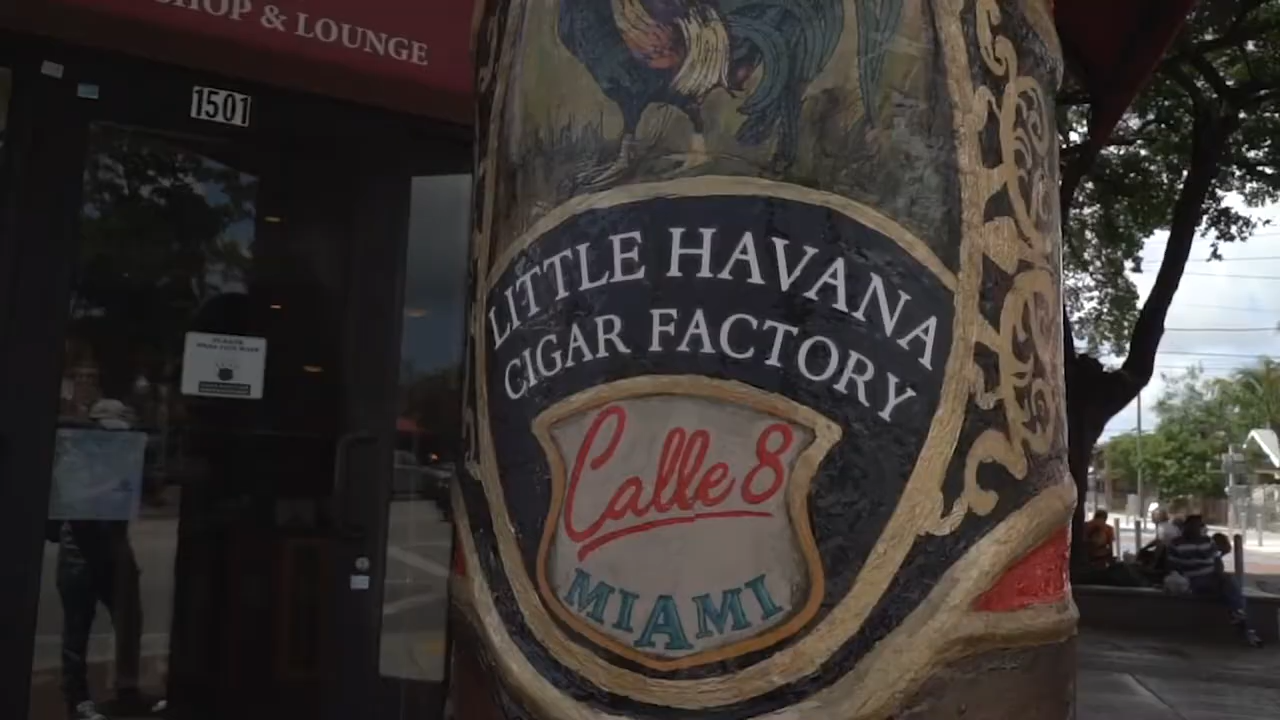 SHOP & LOUNGE
1501
LITTLE HAVANA
CIGAR FACTORY
Calle 8
MIAMI